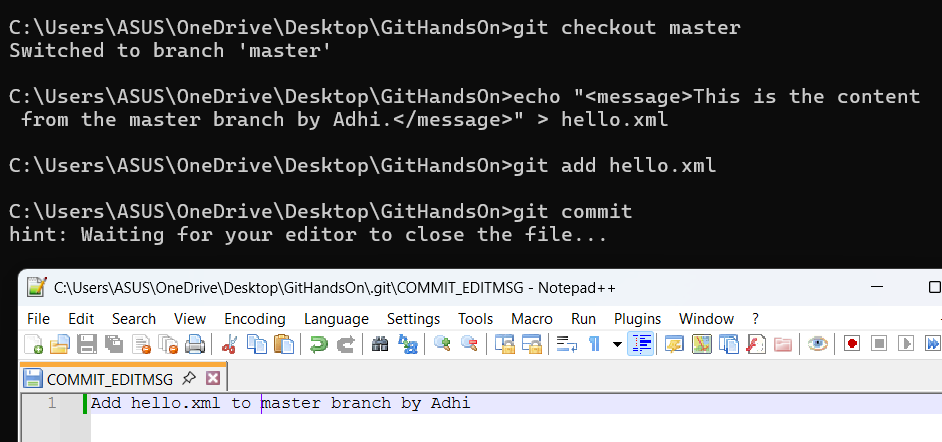 C:\Users\ASUS\OneDrive\Desktop\GitHandsOn>git checkout master
Switched to branch 'master'
C:\Users\ASUS\OneDrive\Desktop\GitHandsOn>echo "<message>This is the content
from the master branch by Adhi.</message>" > hello.xml
C:\Users\ASUS\OneDrive\Desktop\GitHandsOn>git add hello.xml
C:\Users\ASUS\OneDrive\Desktop\GitHandsOn>git commit
hint: Waiting for your editor to close the file...
C:\Users\ASUS\OneDrive\Desktop\GitHandsOn\.git\COMMIT_EDITMSG - Notepad++
File Edit Search View Encoding Language Settings Tools Macro Run Plugins Window ?
COMMIT_EDITMSG
1 Add hello.xml to master branch by Adhi